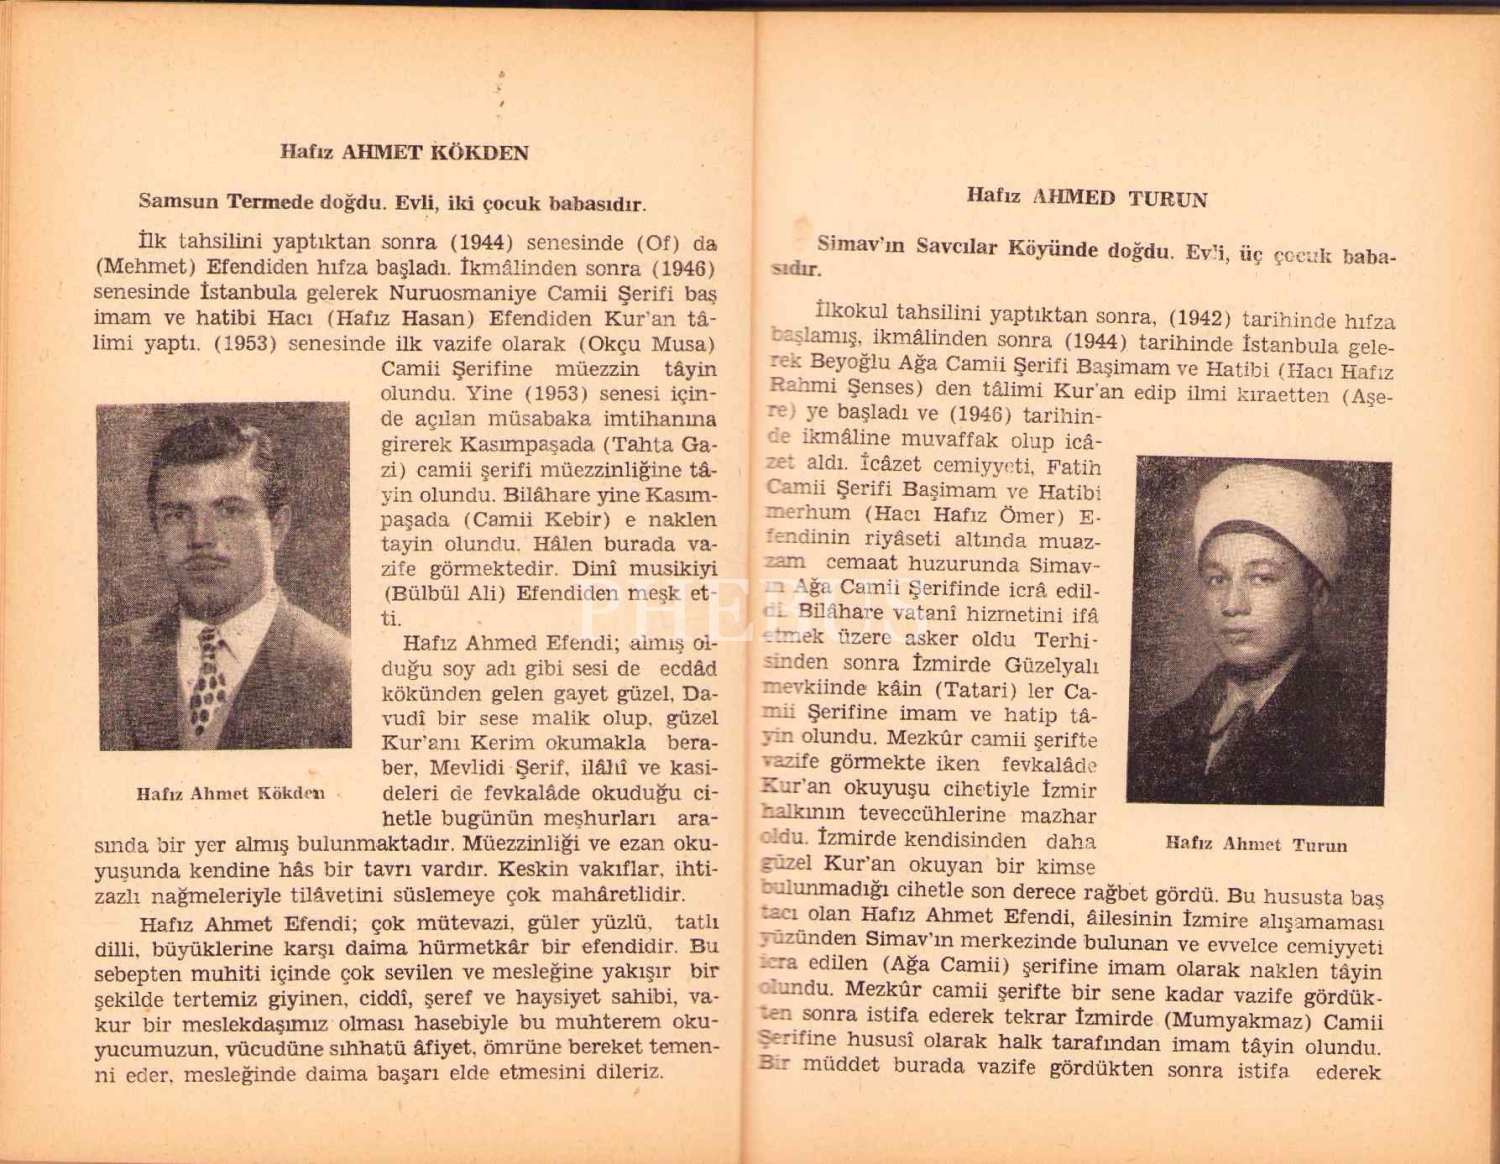 Hafız AHMET KÖKDEN
Samsun Termede doğdu. Evli, iki çocuk babasıdır.
İlk tahsilini yaptıktan sonra (1944) senesinde (Of) da
(Mehmet) Efendiden hıfza başladı. İkmâlinden sonra (1946)
senesinde İstanbula gelerek Nuruosmaniye Camii Şerifi baş
imam ve hatibi Hacı (Hafız Hasan) Efendiden Kur'an tâ-
limi yaptı. (1953) senesinde ilk vazife olarak (Okçu Musa)
Camii Şerifine müezzin tâyin
olundu. Yine (1953) senesi için-
de açılan müsabaka imtihanına
girerek Kasımpaşada (Tahta Ga-
zi) camii şerifi müezzinliğine tâ-
yin olundu. Bilâhare yine Kasım-
paşada (Camii Kebir) e naklen
tayin olundu. Hâlen burada va-
zife görmektedir. Dinî musikiyi
(Bülbül Ali) Efendiden meşk et-
ti.
Hafız Ahmed Efendi; almış ol-
duğu soy adı gibi sesi de ecdâd
kökünden gelen gayet güzel, Da-
vudî bir sese malik olup, güzel
Kur'anı Kerim okumakla bera-
ber, Mevlidi Şerif, ilâhî ve kasi-
deleri de fevkalâde okuduğu ci-
hetle bugünün meşhurları ara-
Hafız Ahmet Kökden
sında bir yer almış bulunmaktadır. Müezzinliği ve ezan oku-
yuşunda kendine hâs bir tavrı vardır. Keskin vakıflar, ihti-
zazlı nağmeleriyle tilâvetini süslemeye çok mahâretlidir.
Hafız Ahmet Efendi; çok mütevazi, güler yüzlü, tatlı
dilli, büyüklerine karşı daima hürmetkâr bir efendidir. Bu
sebepten muhiti içinde çok sevilen ve mesleğine yakışır bir
şekilde tertemiz giyinen, ciddî, şeref ve haysiyet sahibi, va-
kur bir meslekdaşımız olması hasebiyle bu muhterem oku-
yucumuzun, vücudüne sıhhatü âfiyet, ömrüne bereket temen-
ni eder, mesleğinde daima başarı elde etmesini dileriz.
Hafız AHMED TURUN
Simav'ın Savcılar Köyünde doğdu. Evli, üç çocuk baba-
sıdır.
İlkokul tahsilini yaptıktan sonra, (1942) tarihinde hıfza
başlamış, ikmâlinden sonra (1944) tarihinde İstanbula gele-
rek Beyoğlu Ağa Camii Şerifi Başimam ve Hatibi (Hacı Hafız
Rahmi Şenses) den tâlimi Kur'an edip ilmi kıraetten (Aşe-
re) ye başladı ve (1946) tarihin-
de ikmâline muvaffak olup icâ-
zet aldı. İcâzet cemiyyeti, Fatih
Camii Şerifi Başimam ve Hatibi
merhum (Hacı Hafız Ömer) E-
fendinin riyâseti altında muaz-
zam cemaat huzurunda Simav-
ın Ağa Camii Şerifinde icrâ edil-
di. Bilâhare vatanî hizmetini ifâ
etmek üzere asker oldu Terhi-
sinden sonra İzmirde Güzelyalı
mevkiinde kâin (Tatari) ler Ca-
mii Şerifine imam ve hatip tâ-
yin olundu. Mezkûr camii şerifte
vazife görmekte iken fevkalâde
Kur'an okuyuşu cihetiyle İzmir
halkının teveccühlerine mazhar
oldu. İzmirde kendisinden daha
güzel Kur'an okuyan bir kimse
Hafız Ahmet Turun
bulunmadığı cihetle son derece rağbet gördü. Bu hususta baş
tacı olan Hafız Ahmet Efendi, âilesinin İzmire alışamaması
yüzünden Simav'ın merkezinde bulunan ve evvelce cemiyyeti
icra edilen (Ağa Camii) şerifine imam olarak naklen tâyin
olundu. Mezkûr camii şerifte bir sene kadar vazife gördük-
ten sonra istifa ederek tekrar İzmirde (Mumyakmaz) Camii
Şerifine hususî olarak halk tarafından imam tâyin olundu.
Bir müddet burada vazife gördükten sonra istifa ederek